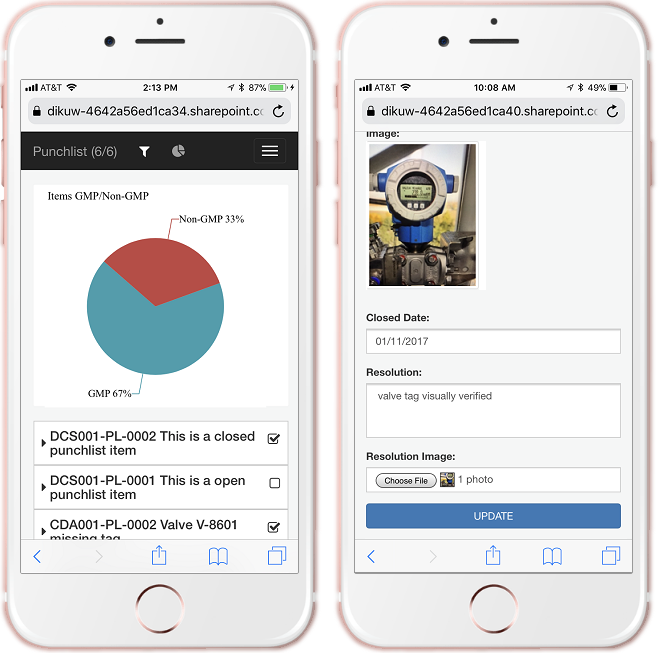 AT&T 2:13 PM 87%
dikuw-4642a56ed1ca34.sharepoint.co
Punchlist (6/6)
Items GMP/Non-GMP
Non-GMP 33%
GMP 67%
DCS001-PL-0002 This is a closed
punchlist item
DCS001-PL-0001 This is a open
punchlist item
CDA001-PL-0002 Valve V-8601
missing tag
AT&T 10:08 AM 49%
dikuw-4642a56ed1ca40.sharepoint.co
Image:
Closed Date:
01/11/2017
Resolution:
valve tag visually verified
Resolution Image:
Choose File 1 photo
UPDATE